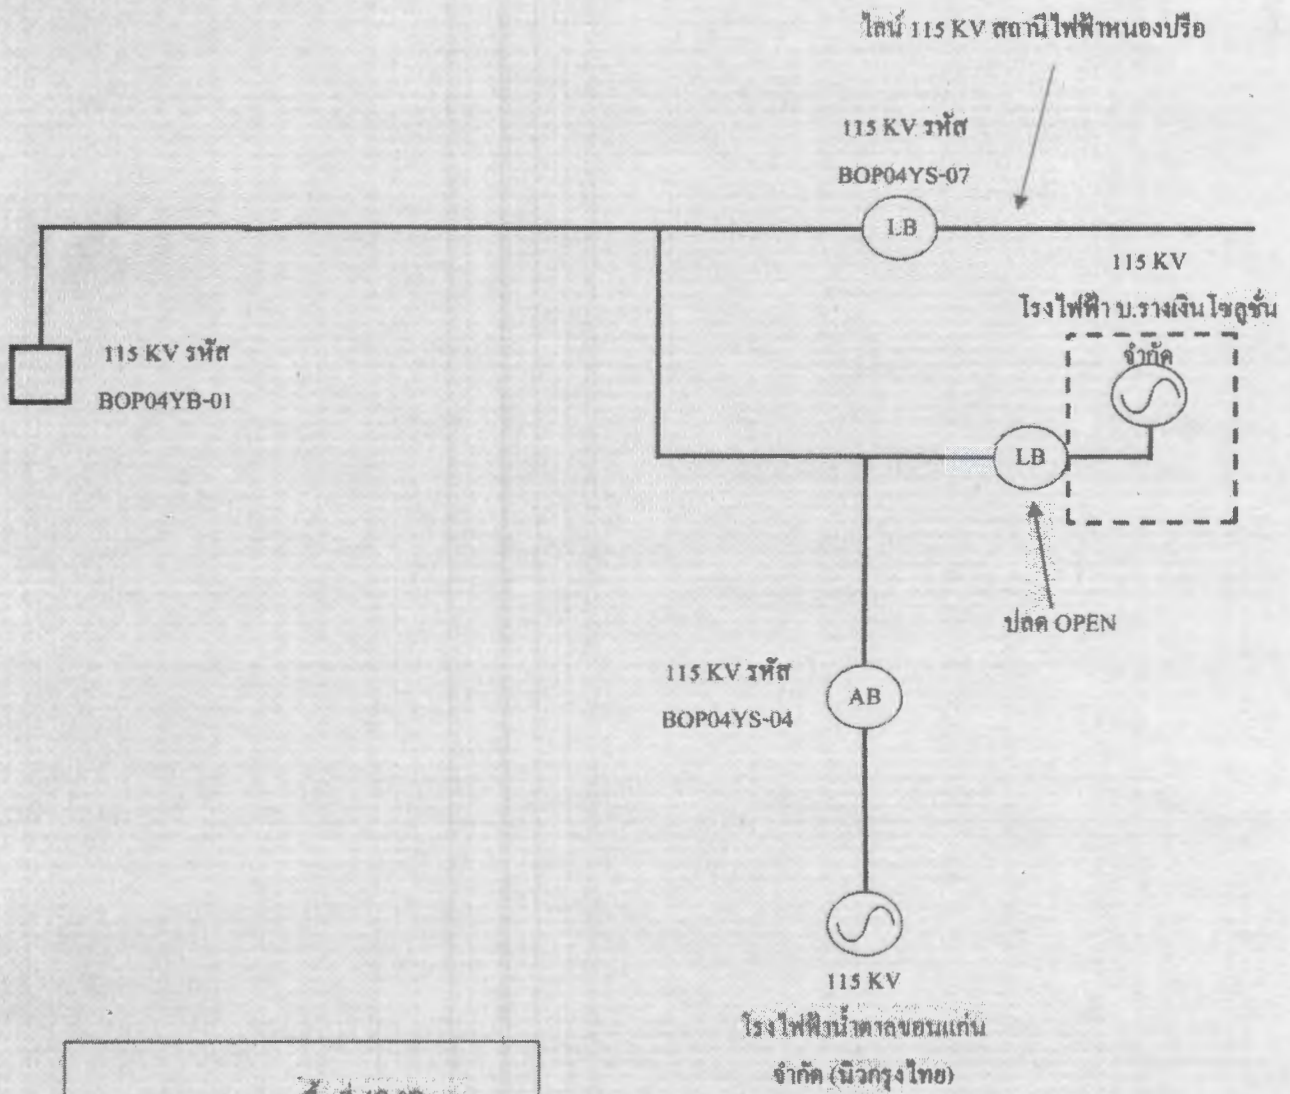 ไลน์ 115 KV สถานีไฟฟ้าหนองปรือ
115 KV รหัส
BOP04YS-07
LB
115 KV
โรงไฟฟ้า บ.รางเงินโซลูชั่น
จำกัด
115 KV รหัส
BOP04YB-01
LB
ปลด OPEN
115 KV รหัส
BOP04YS-04
AB
115 KV
โรงไฟฟ้าน้ำตาลขอนแก่น
จำกัด (นิวกรุงไทย)